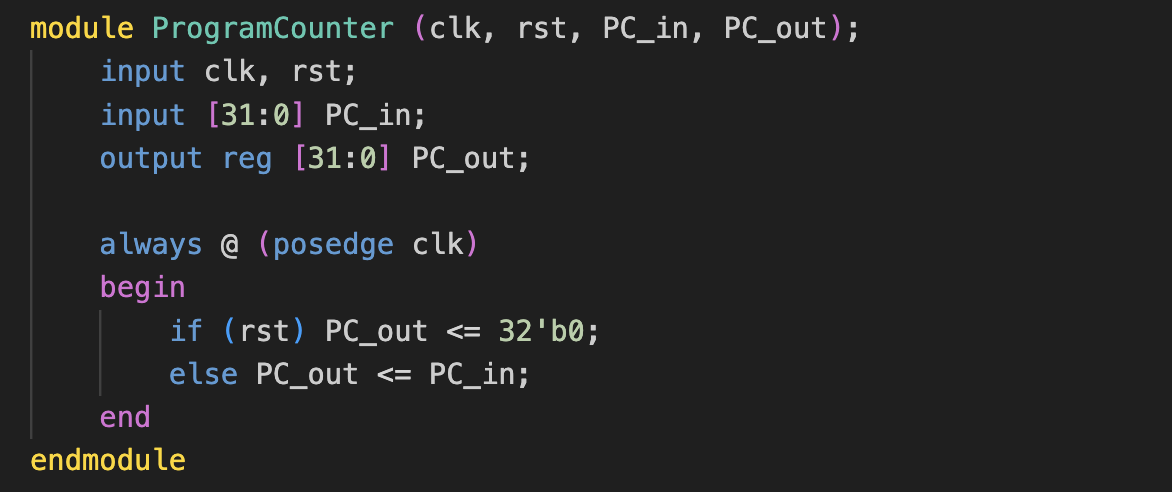 module ProgramCounter (clk, rst, PC_in, PC_out);
    input clk, rst;
    input [31:0] PC_in;
    output reg [31:0] PC_out;

    always @ (posedge clk)
    begin
        if (rst) PC_out <= 32'b0;
        else PC_out <= PC_in;
    end
endmodule